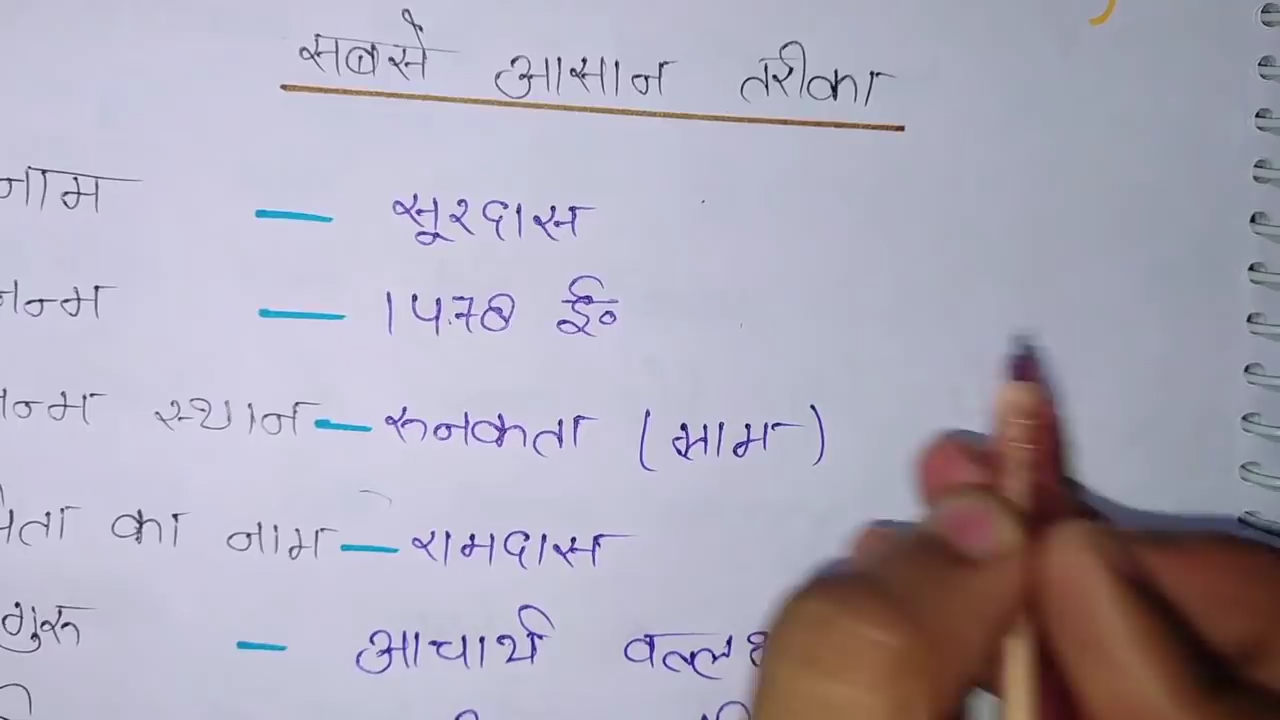 सबसे आसान तरीका
नाम — सूरदास
जन्म — 1478 ई०
जन्म स्थान — रुनकता (ग्राम)
पिता का नाम — रामदास
गुरु - आचार्य